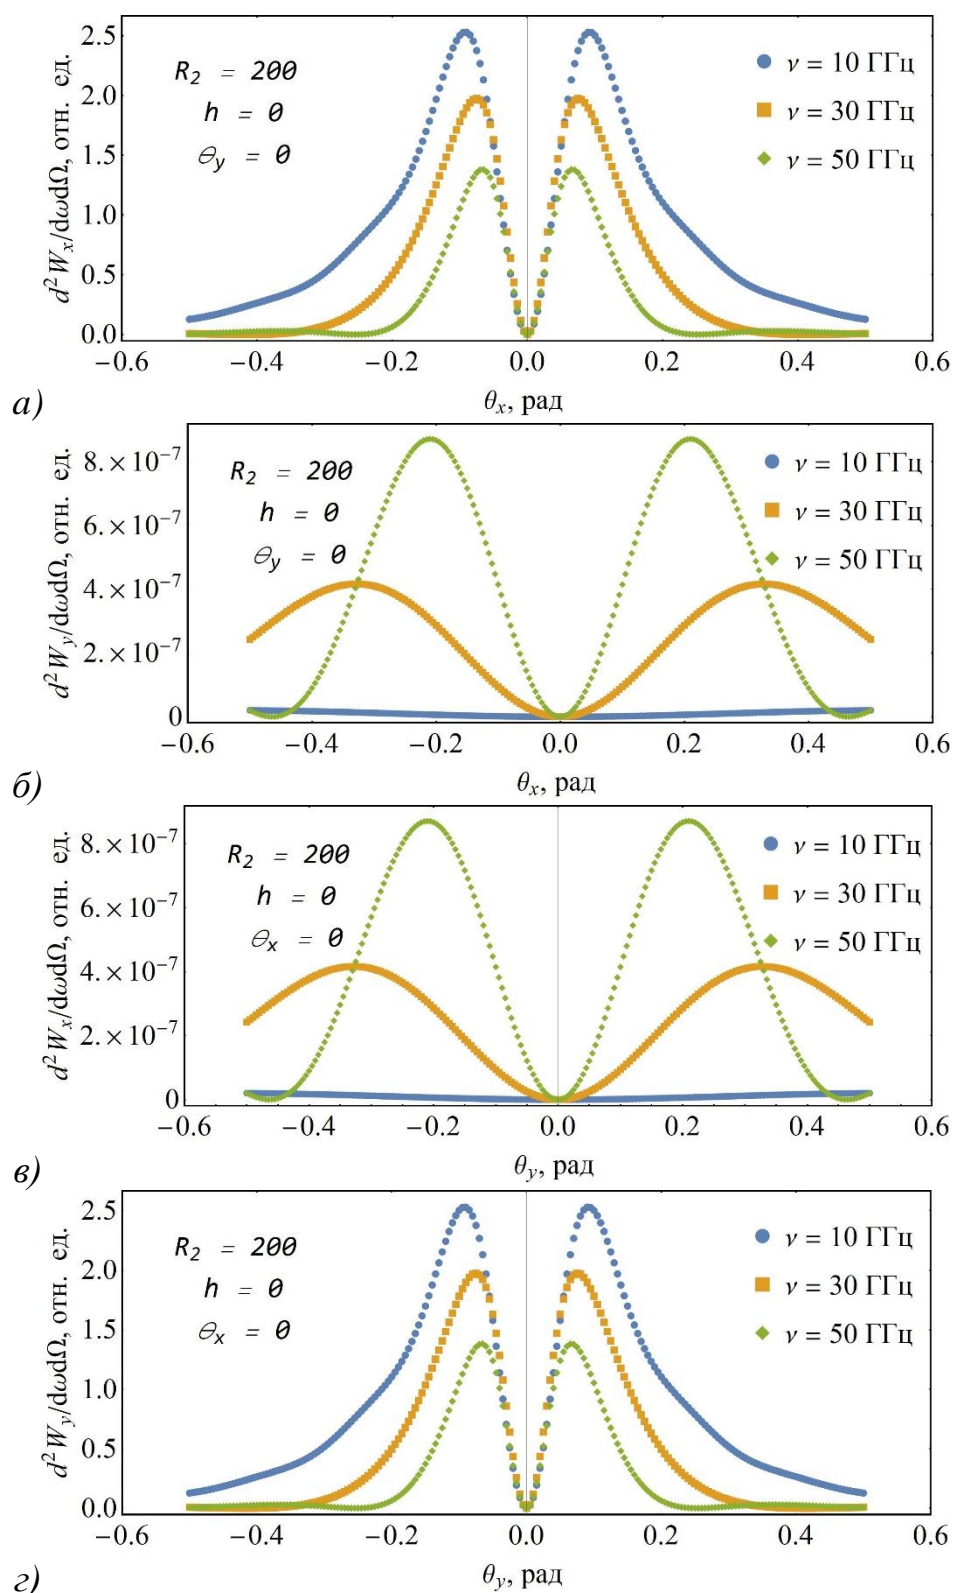 2.5
2.0
1.5
1.0
0.5
0.0
d²Wₓ/dωdΩ, отн. ед.
R₂ = 200
h = 0
θ_y = 0
ν = 10 ГГц
ν = 30 ГГц
ν = 50 ГГц
−0.6 −0.4 −0.2 0.0 0.2 0.4 0.6
θₓ, рад
а)
8.×10⁻⁷
6.×10⁻⁷
4.×10⁻⁷
2.×10⁻⁷
0
d²W_y/dωdΩ, отн. ед.
R₂ = 200
h = 0
θ_y = 0
ν = 10 ГГц
ν = 30 ГГц
ν = 50 ГГц
−0.6 −0.4 −0.2 0.0 0.2 0.4 0.6
θₓ, рад
б)
8.×10⁻⁷
6.×10⁻⁷
4.×10⁻⁷
2.×10⁻⁷
0
d²Wₓ/dωdΩ, отн. ед.
R₂ = 200
h = 0
θₓ = 0
ν = 10 ГГц
ν = 30 ГГц
ν = 50 ГГц
−0.6 −0.4 −0.2 0.0 0.2 0.4 0.6
θ_y, рад
в)
2.5
2.0
1.5
1.0
0.5
0.0
d²W_y/dωdΩ, отн. ед.
R₂ = 200
h = 0
θₓ = 0
ν = 10 ГГц
ν = 30 ГГц
ν = 50 ГГц
−0.6 −0.4 −0.2 0.0 0.2 0.4 0.6
θ_y, рад
г)